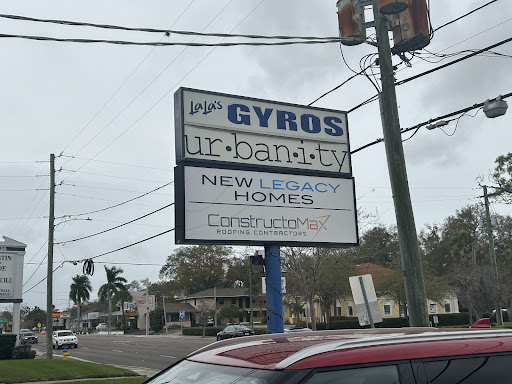 LaLa's GYROS
ur·ban·i·ty
NEW LEGACY
HOMES
ConstructoMax
ROOFING CONTRACTORS